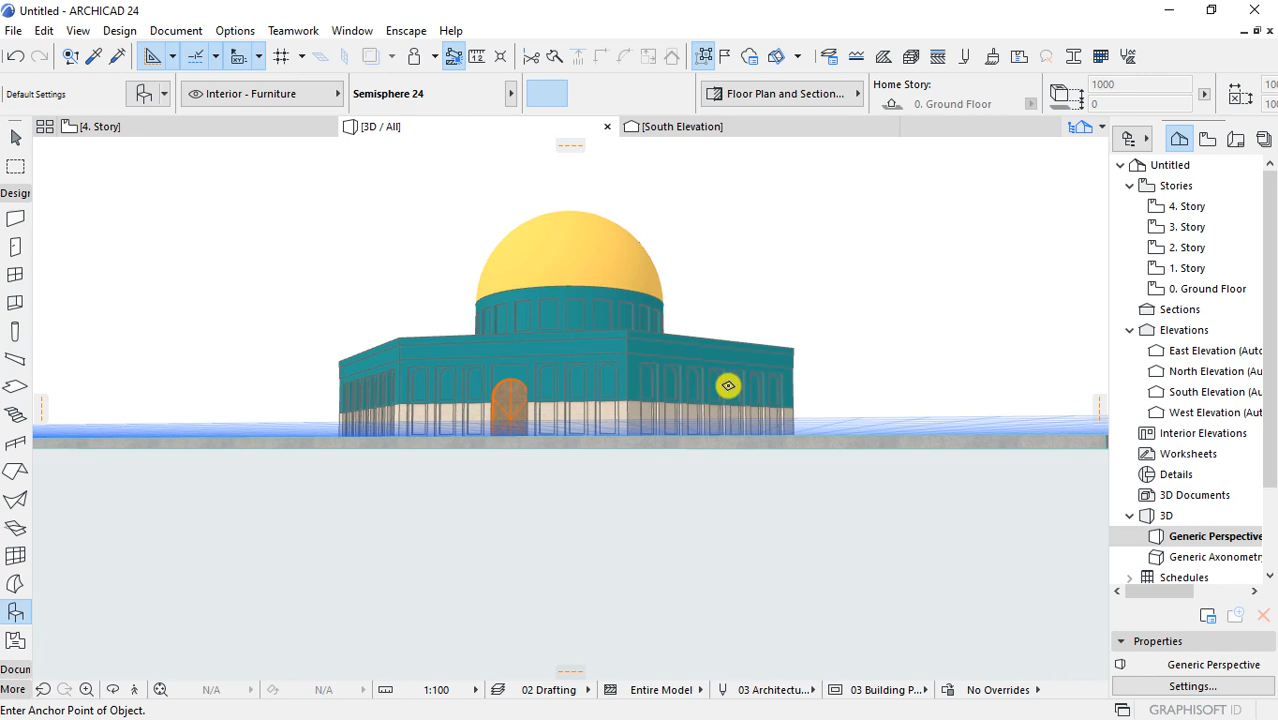 Untitled - ARCHICAD 24
File Edit View Design Document Options Teamwork Window Enscape Help
Default Settings
Interior - Furniture
Semisphere 24
Floor Plan and Section...
Home Story:
0. Ground Floor
1000
0
100
100
[4. Story]
[3D / All]
[South Elevation]
Design
Untitled
Stories
4. Story
3. Story
2. Story
1. Story
0. Ground Floor
Sections
Elevations
East Elevation (Auto
North Elevation (Au
South Elevation (Au
West Elevation (Aut
Interior Elevations
Worksheets
Details
3D Documents
3D
Generic Perspective
Generic Axonometr
Schedules
Properties
Generic Perspective
Settings...
Docun
More
N/A
N/A
1:100
02 Drafting
Entire Model
03 Architectu...
03 Building P...
No Overrides
Enter Anchor Point of Object.
GRAPHISOFT ID